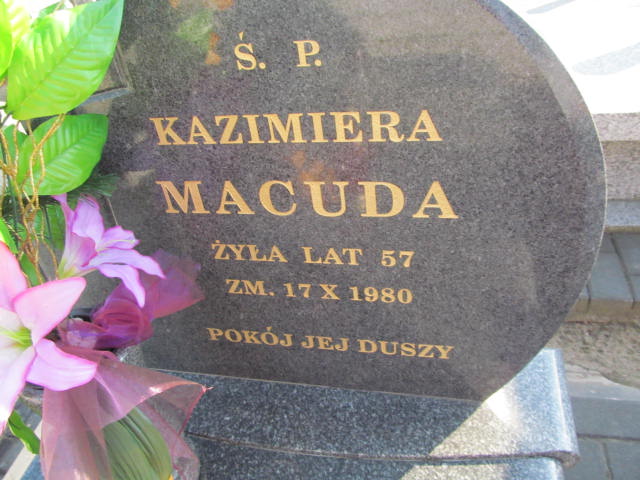 Ś. P.
KAZIMIERA
MACUDA
ŻYŁA LAT 57
ZM. 17 X 1980
POKÓJ JEJ DUSZY